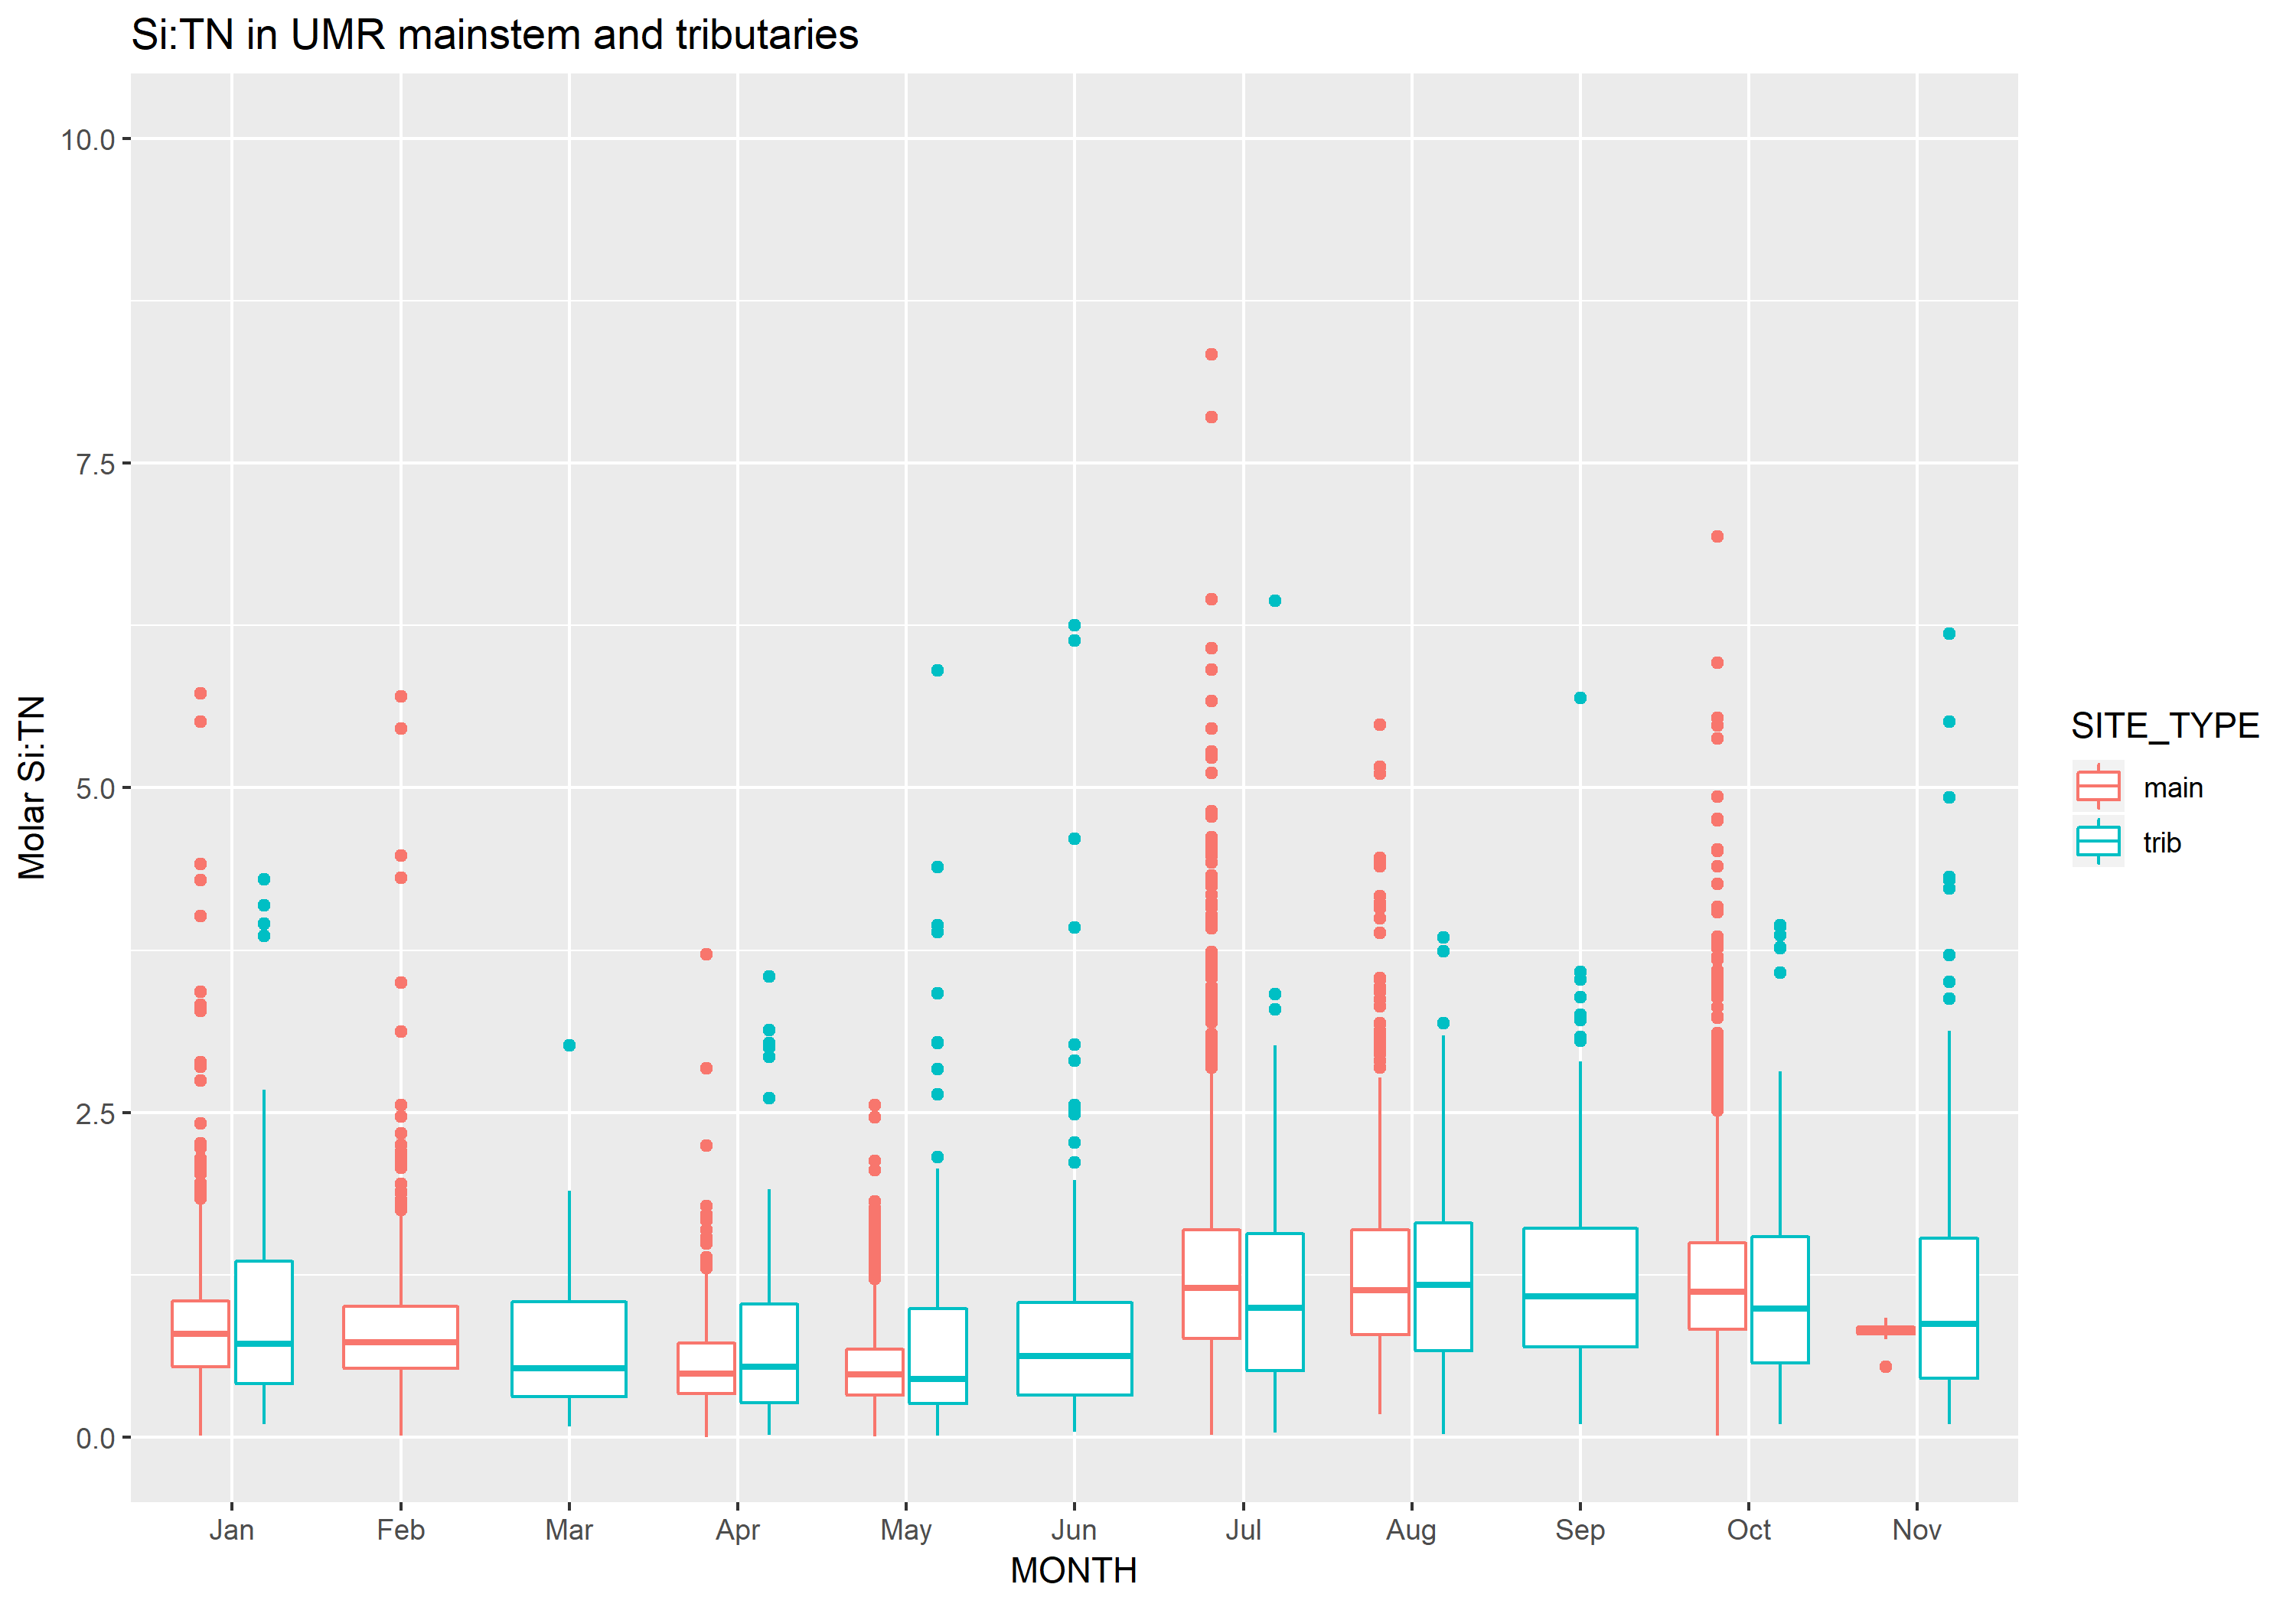 Si:TN in UMR mainstem and tributaries
10.0
7.5
5.0
2.5
0.0
Molar Si:TN
Jan Feb Mar Apr May Jun Jul Aug Sep Oct Nov
MONTH
SITE_TYPE
main
trib